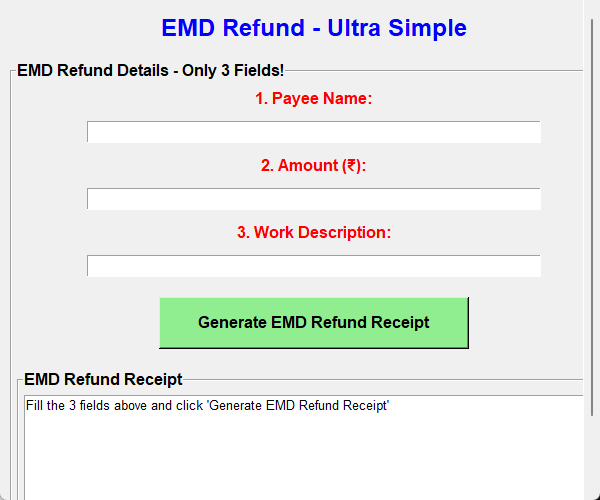 EMD Refund - Ultra Simple
EMD Refund Details - Only 3 Fields!
1. Payee Name:
2. Amount (₹):
3. Work Description:
Generate EMD Refund Receipt
EMD Refund Receipt
Fill the 3 fields above and click 'Generate EMD Refund Receipt'